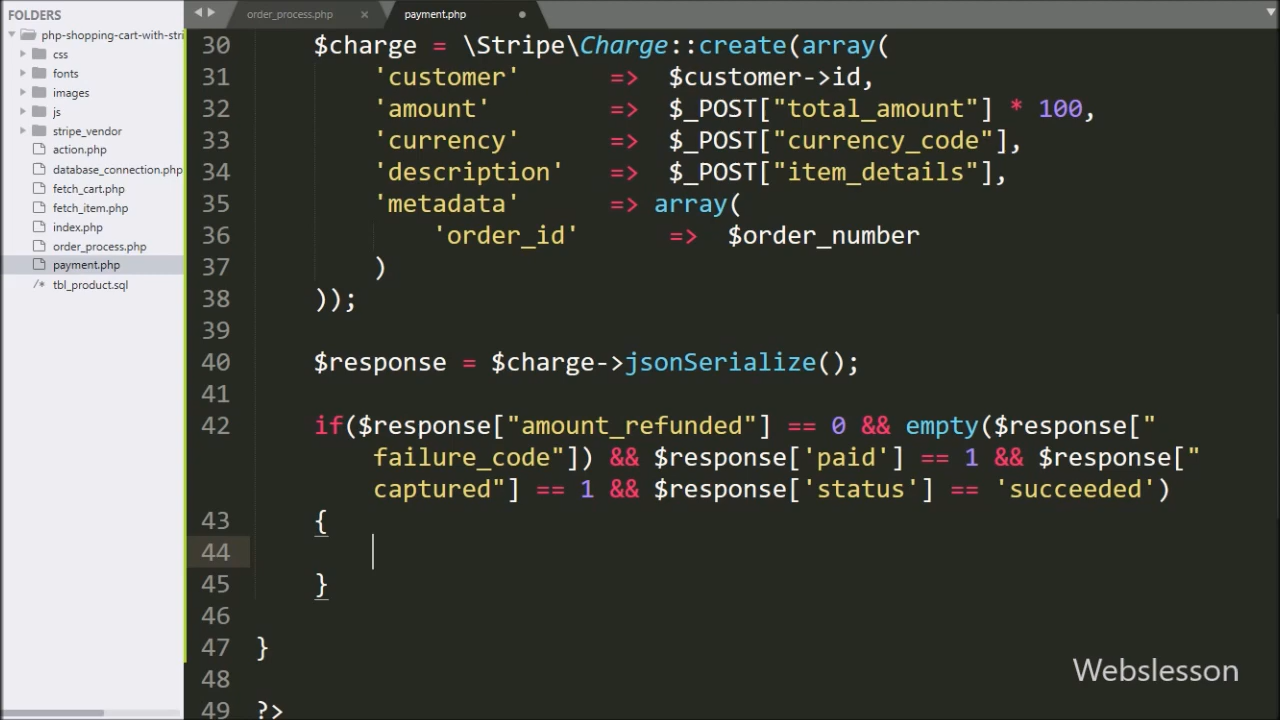 FOLDERS
php-shopping-cart-with-stri
css
fonts
images
js
stripe_vendor
action.php
database_connection.php
fetch_cart.php
fetch_item.php
index.php
order_process.php
payment.php
/* tbl_product.sql
order_process.php ×
payment.php
30 $charge = \Stripe\Charge::create(array(
31 'customer' => $customer->id,
32 'amount' => $_POST["total_amount"] * 100,
33 'currency' => $_POST["currency_code"],
34 'description' => $_POST["item_details"],
35 'metadata' => array(
36 'order_id' => $order_number
37 )
38 ));
39
40 $response = $charge->jsonSerialize();
41
42 if($response["amount_refunded"] == 0 && empty($response["
failure_code"]) && $response['paid'] == 1 && $response["
captured"] == 1 && $response['status'] == 'succeeded')
43 {
44
45 }
46
47 }
48
49 ?>
Webslesson